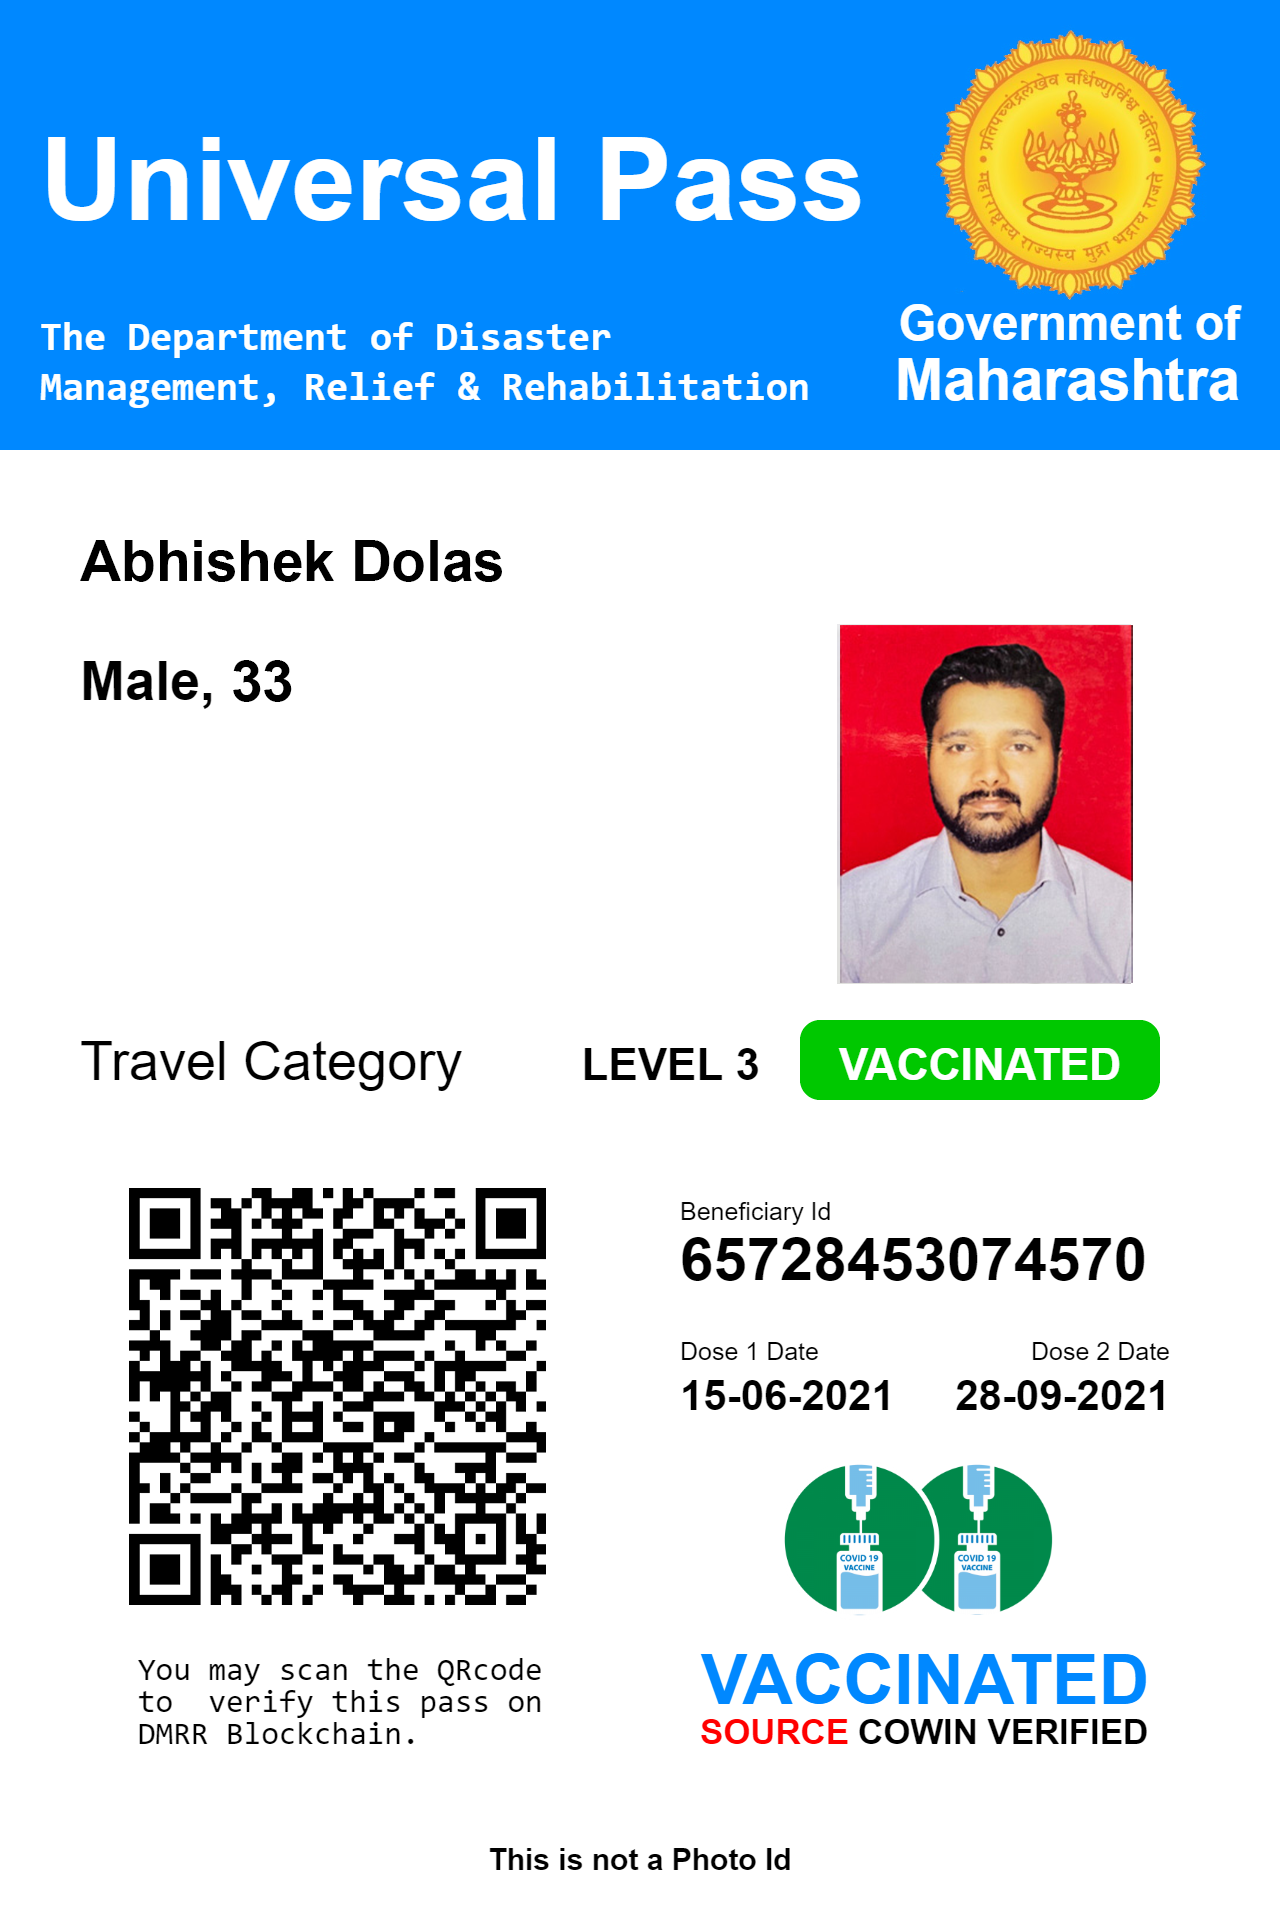 प्रतिपच्चंद्रलेखेव वर्धिष्णुर्विश्व वंदिता
महाराष्ट्रस्य राज्यस्य मुद्रा भद्राय राजते
Universal Pass
The Department of Disaster
Management, Relief & Rehabilitation
Government of
Maharashtra
Abhishek Dolas
Male, 33
Travel Category LEVEL 3 VACCINATED
Beneficiary Id
65728453074570
Dose 1 Date Dose 2 Date
15-06-2021 28-09-2021
COVID 19
VACCINE
COVID 19
VACCINE
You may scan the QRcode
to verify this pass on
DMRR Blockchain.
VACCINATED
SOURCE COWIN VERIFIED
This is not a Photo Id